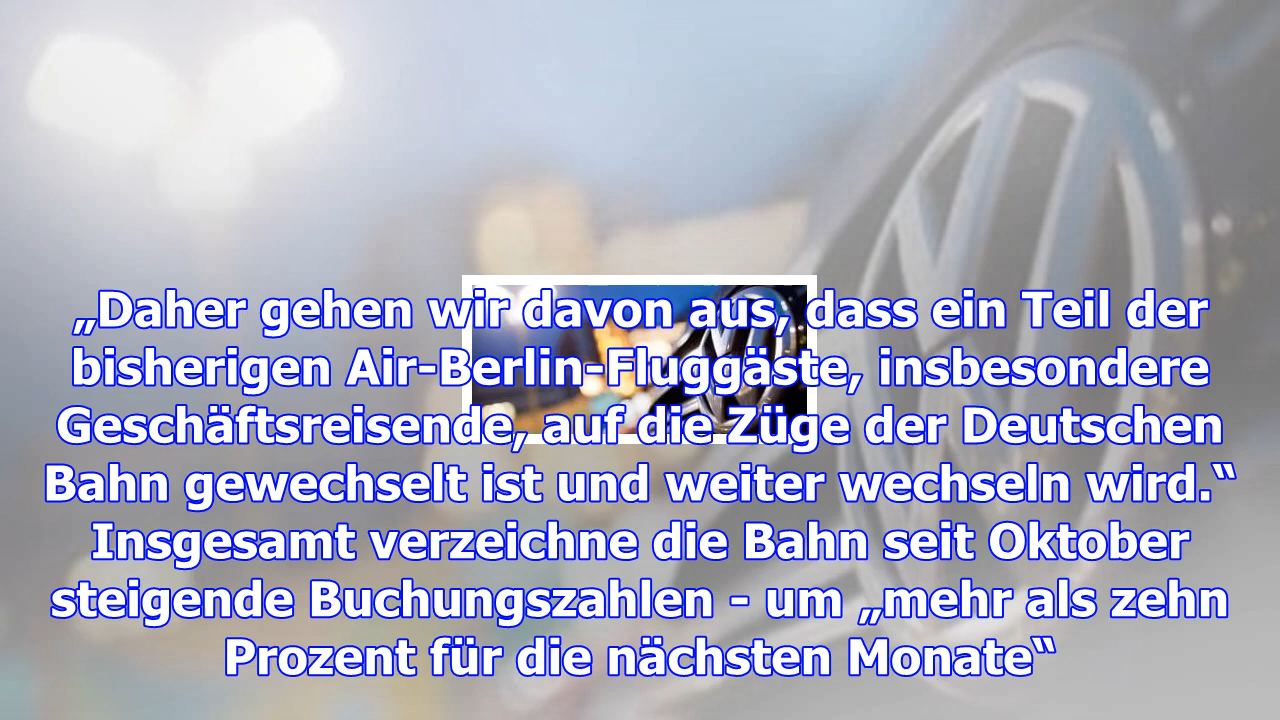 „Daher gehen wir davon aus, dass ein Teil der
bisherigen Air-Berlin-Fluggäste, insbesondere
Geschäftsreisende, auf die Züge der Deutschen
Bahn gewechselt ist und weiter wechseln wird.“
Insgesamt verzeichne die Bahn seit Oktober
steigende Buchungszahlen - um „mehr als zehn
Prozent für die nächsten Monate“